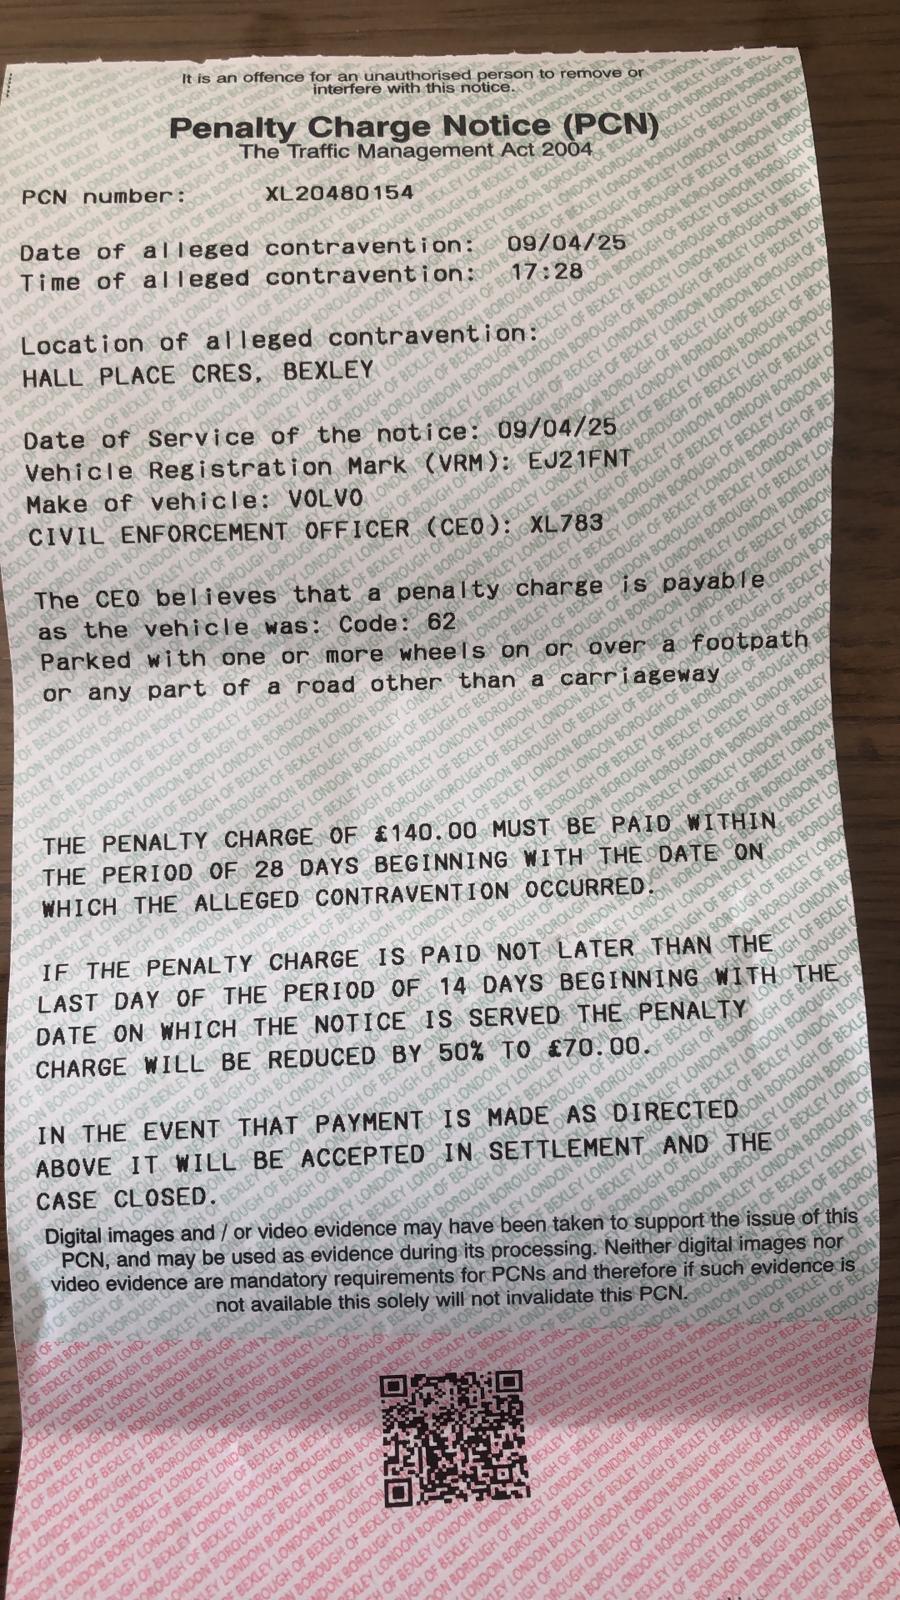 It is an offence for an unauthorised person to remove or
interfere with this notice.
Penalty Charge Notice (PCN)
The Traffic Management Act 2004
PCN number: XL20480154
Date of alleged contravention: 09/04/25
Time of alleged contravention: 17:28
Location of alleged contravention:
HALL PLACE CRES, BEXLEY
Date of Service of the notice: 09/04/25
Vehicle Registration Mark (VRM): EJ21FNT
Make of vehicle: VOLVO
CIVIL ENFORCEMENT OFFICER (CEO): XL783
The CEO believes that a penalty charge is payable
as the vehicle was: Code: 62
Parked with one or more wheels on or over a footpath
or any part of a road other than a carriageway
THE PENALTY CHARGE OF £140.00 MUST BE PAID WITHIN
THE PERIOD OF 28 DAYS BEGINNING WITH THE DATE ON
WHICH THE ALLEGED CONTRAVENTION OCCURRED.
IF THE PENALTY CHARGE IS PAID NOT LATER THAN THE
LAST DAY OF THE PERIOD OF 14 DAYS BEGINNING WITH THE
DATE ON WHICH THE NOTICE IS SERVED THE PENALTY
CHARGE WILL BE REDUCED BY 50% TO £70.00.
IN THE EVENT THAT PAYMENT IS MADE AS DIRECTED
ABOVE IT WILL BE ACCEPTED IN SETTLEMENT AND THE
CASE CLOSED.
Digital images and / or video evidence may have been taken to support the issue of this
PCN, and may be used as evidence during its processing. Neither digital images nor
video evidence are mandatory requirements for PCNs and therefore if such evidence is
not available this solely will not invalidate this PCN.
LONDON BOROUGH OF BEXLEY